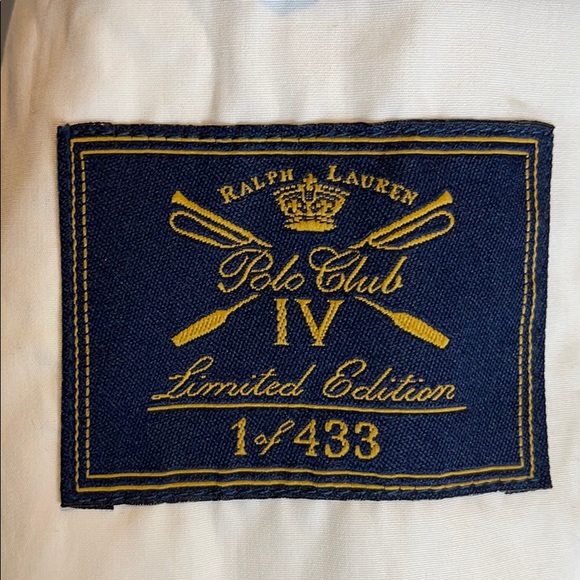 RALPH LAUREN
Polo Club
IV
Limited Edition
1 of 433